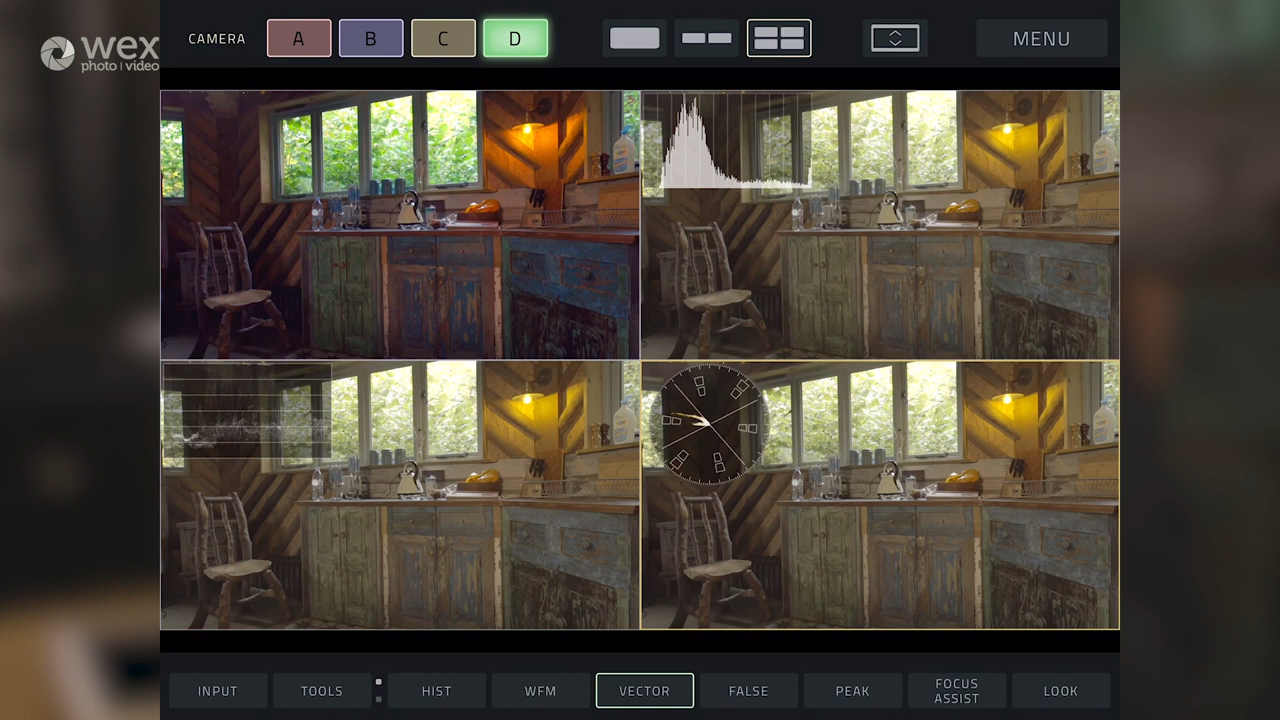 wex
photo | video
CAMERA
A
B
C
D
MENU
INPUT
TOOLS
HIST
WFM
VECTOR
FALSE
PEAK
FOCUS
ASSIST
LOOK